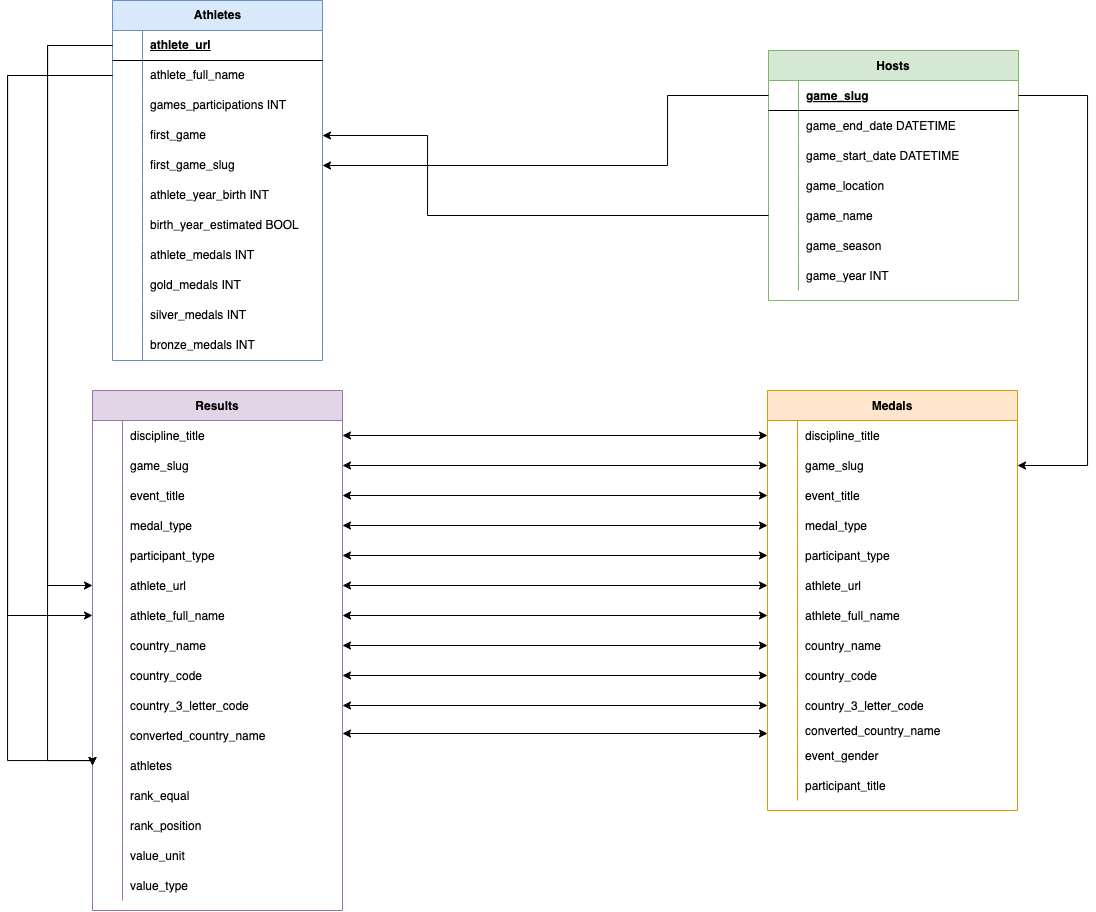 Athletes
athlete_url
athlete_full_name
games_participations INT
first_game
first_game_slug
athlete_year_birth INT
birth_year_estimated BOOL
athlete_medals INT
gold_medals INT
silver_medals INT
bronze_medals INT
Hosts
game_slug
game_end_date DATETIME
game_start_date DATETIME
game_location
game_name
game_season
game_year INT
Results
discipline_title
game_slug
event_title
medal_type
participant_type
athlete_url
athlete_full_name
country_name
country_code
country_3_letter_code
converted_country_name
athletes
rank_equal
rank_position
value_unit
value_type
Medals
discipline_title
game_slug
event_title
medal_type
participant_type
athlete_url
athlete_full_name
country_name
country_code
country_3_letter_code
converted_country_name
event_gender
participant_title